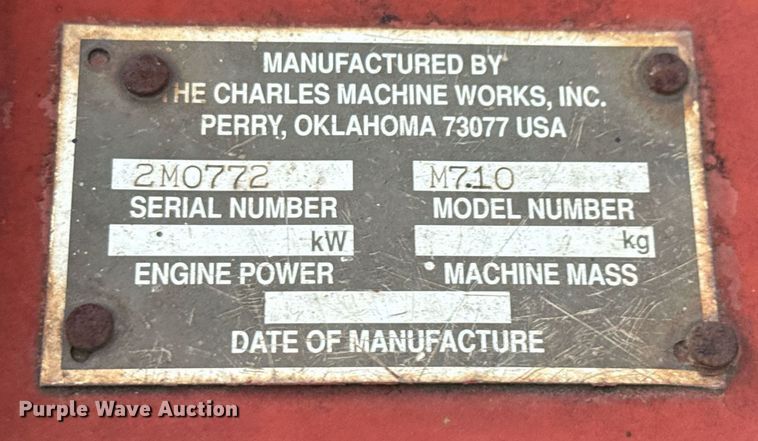 MANUFACTURED BY
THE CHARLES MACHINE WORKS, INC.
PERRY, OKLAHOMA 73077 USA
2M0772 M710
SERIAL NUMBER MODEL NUMBER
kW kg
ENGINE POWER MACHINE MASS
DATE OF MANUFACTURE
Purple Wave Auction